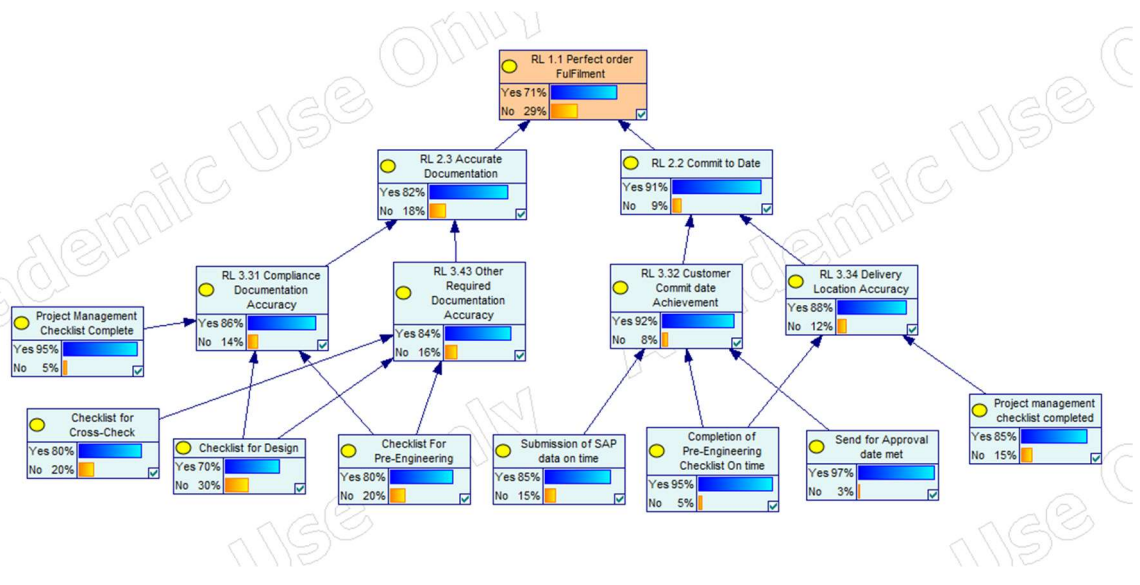 RL 1.1 Perfect order
FulFilment
Yes 71%
No 29%
RL 2.3 Accurate
Documentation
Yes 82%
No 18%
RL 2.2 Commit to Date
Yes 91%
No 9%
RL 3.31 Compliance
Documentation
Accuracy
Yes 86%
No 14%
RL 3.43 Other
Required
Documentation
Accuracy
Yes 84%
No 16%
RL 3.32 Customer
Commit date
Achievement
Yes 92%
No 8%
RL 3.34 Delivery
Location Accuracy
Yes 88%
No 12%
Project Management
Checklist Complete
Yes 95%
No 5%
Checklist for
Cross-Check
Yes 80%
No 20%
Checklist for Design
Yes 70%
No 30%
Checklist For
Pre-Engineering
Yes 80%
No 20%
Submission of SAP
data on time
Yes 85%
No 15%
Completion of
Pre-Engineering
Checklist On time
Yes 95%
No 5%
Send for Approval
date met
Yes 97%
No 3%
Project management
checklist completed
Yes 85%
No 15%
ademic Use Only
Academic Use Only